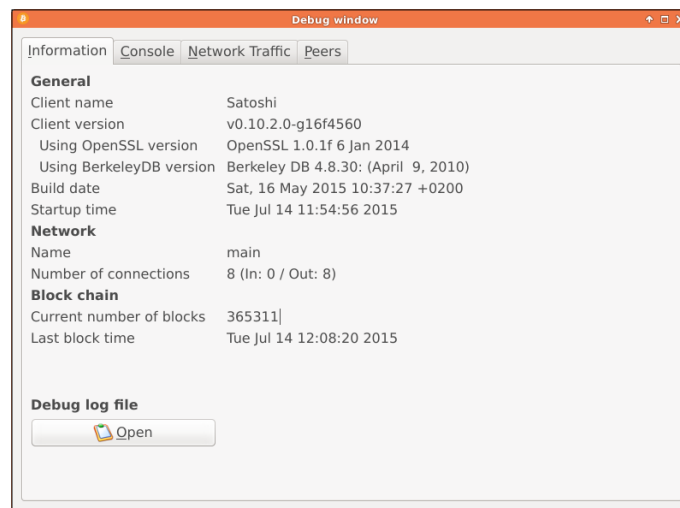 Debug window
Information Console Network Traffic Peers
General
Client name Satoshi
Client version v0.10.2.0-g16f4560
Using OpenSSL version OpenSSL 1.0.1f 6 Jan 2014
Using BerkeleyDB version Berkeley DB 4.8.30: (April  9, 2010)
Build date Sat, 16 May 2015 10:37:27 +0200
Startup time Tue Jul 14 11:54:56 2015
Network
Name main
Number of connections 8 (In: 0 / Out: 8)
Block chain
Current number of blocks 365311
Last block time Tue Jul 14 12:08:20 2015
Debug log file
Open